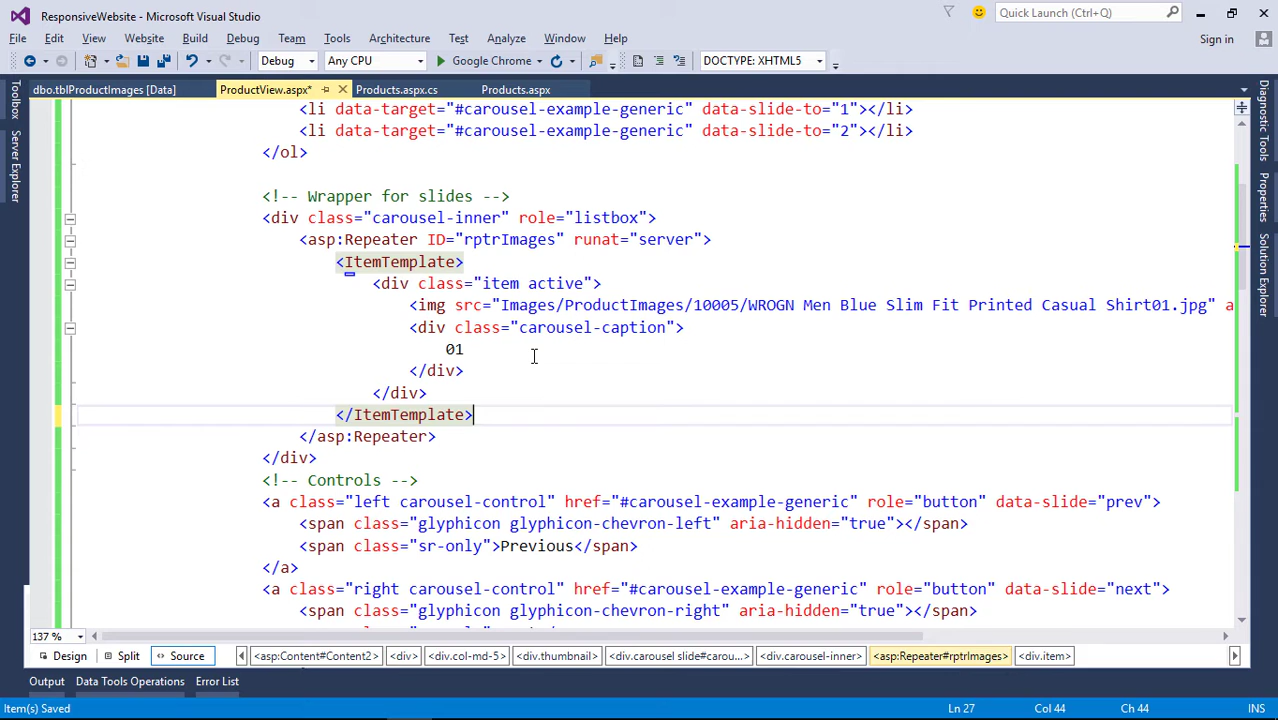 ResponsiveWebsite - Microsoft Visual Studio
Quick Launch (Ctrl+Q)
File Edit View Website Build Debug Team Tools Architecture Test Analyze Window Help
Sign in
Debug Any CPU Google Chrome DOCTYPE: XHTML5
dbo.tblProductImages [Data] ProductView.aspx* Products.aspx.cs Products.aspx
Toolbox
Server Explorer
Diagnostic Tools
Properties
Solution Explorer
<li data-target="#carousel-example-generic" data-slide-to="1"></li>
<li data-target="#carousel-example-generic" data-slide-to="2"></li>
</ol>
<!-- Wrapper for slides -->
<div class="carousel-inner" role="listbox">
<asp:Repeater ID="rptrImages" runat="server">
<ItemTemplate>
<div class="item active">
<img src="Images/ProductImages/10005/WROGN Men Blue Slim Fit Printed Casual Shirt01.jpg" a
<div class="carousel-caption">
01
</div>
</div>
</ItemTemplate>
</asp:Repeater>
</div>
<!-- Controls -->
<a class="left carousel-control" href="#carousel-example-generic" role="button" data-slide="prev">
<span class="glyphicon glyphicon-chevron-left" aria-hidden="true"></span>
<span class="sr-only">Previous</span>
</a>
<a class="right carousel-control" href="#carousel-example-generic" role="button" data-slide="next">
<span class="glyphicon glyphicon-chevron-right" aria-hidden="true"></span>
137 %
Design Split Source <asp:Content#Content2> <div> <div.col-md-5> <div.thumbnail> <div.carousel slide#carou...> <div.carousel-inner> <asp:Repeater#rptrImages> <div.item>
Output Data Tools Operations Error List
Item(s) Saved Ln 27 Col 44 Ch 44 INS